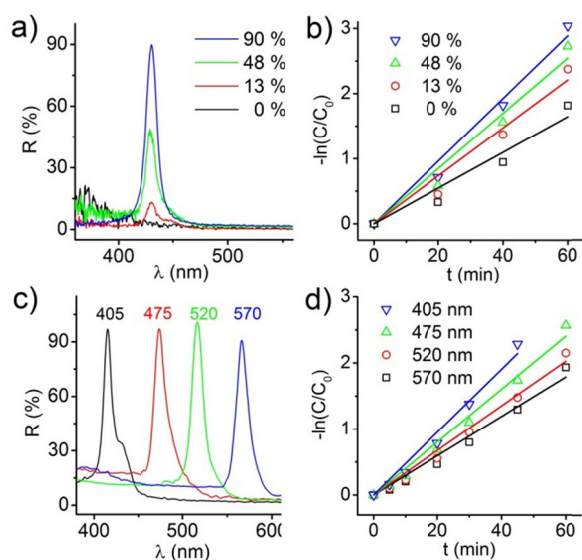 a)
90 %
48 %
13 %
0 %
R (%)
90
60
30
0
400
500
λ (nm)
b)
90 %
48 %
13 %
0 %
-ln(C/C₀)
3
2
1
0
0
20
40
60
t (min)
c)
405
475
520
570
R (%)
90
60
30
0
400
500
600
λ (nm)
d)
405 nm
475 nm
520 nm
570 nm
-ln(C/C₀)
3
2
1
0
0
20
40
60
t (min)